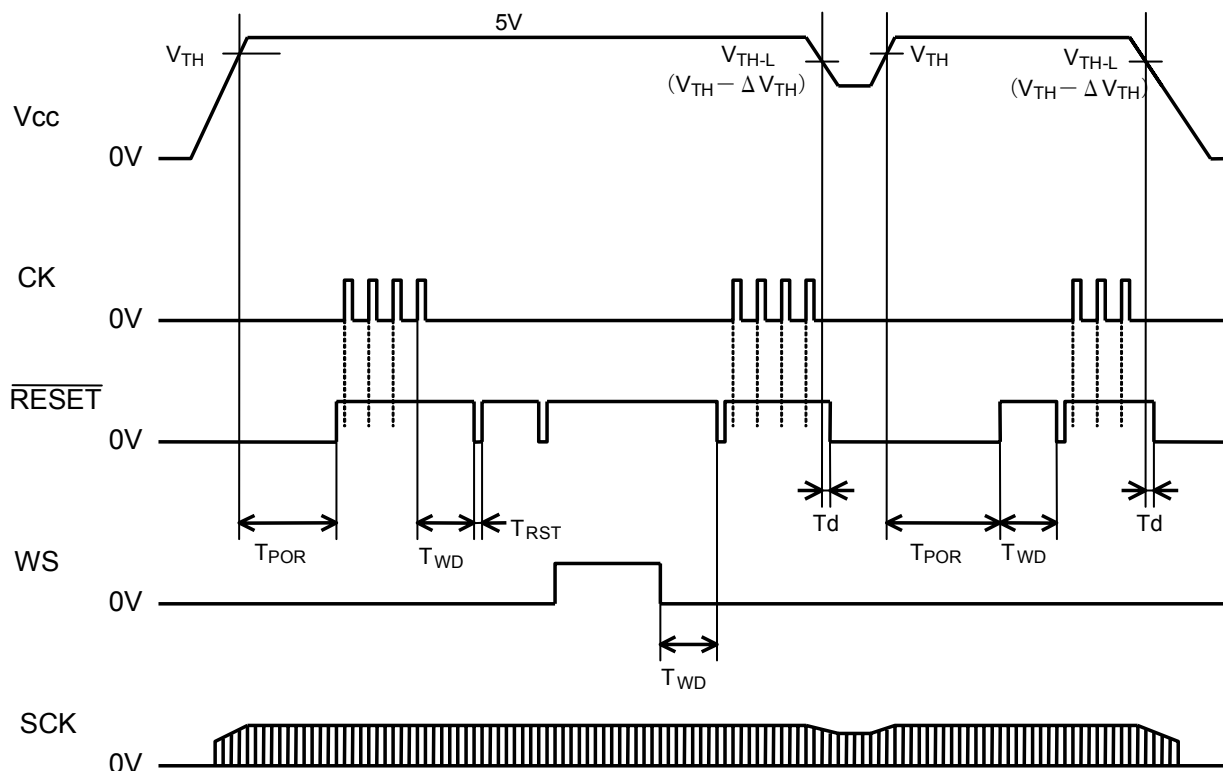 5V
VTH
VTH-L
(VTH－ΔVTH)
VTH
VTH-L
(VTH－ΔVTH)
Vcc
0V
CK
0V
RESET
0V
Td
Td
TPOR
TWD
TRST
TPOR
TWD
WS
0V
TWD
SCK
0V